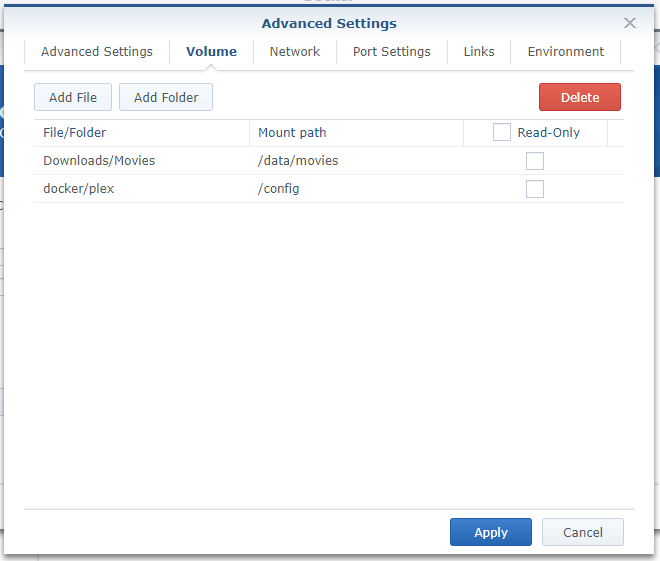 Advanced Settings
Advanced Settings Volume Network Port Settings Links Environment
Add File Add Folder Delete
File/Folder Mount path Read-Only
Downloads/Movies /data/movies
docker/plex /config
Apply Cancel